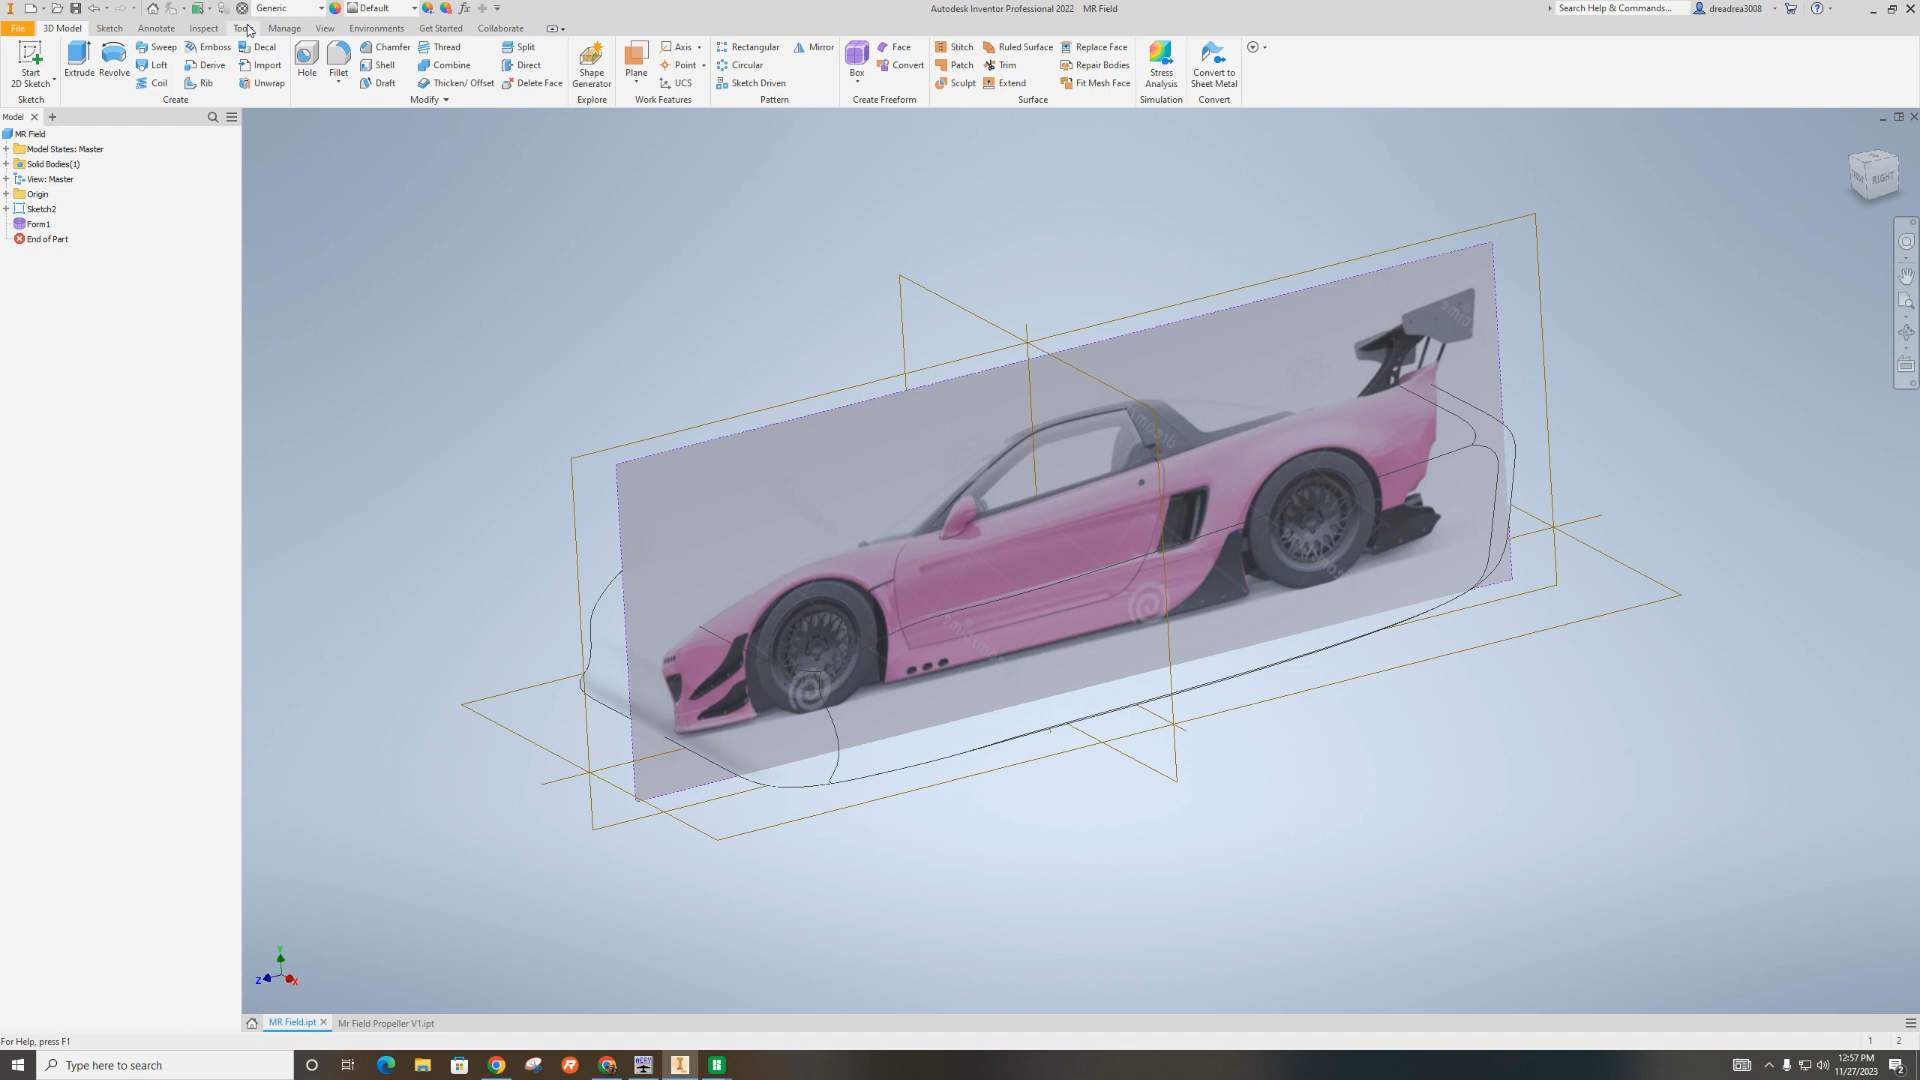 Generic
Default
fx
Autodesk Inventor Professional 2022 MR Field
Search Help & Commands...
dreadrea3008
File 3D Model Sketch Annotate Inspect Tools Manage View Environments Get Started Collaborate
Start 2D Sketch
Sketch
Extrude Revolve
Sweep Emboss Decal
Loft Derive Import
Coil Rib Unwrap
Create
Hole Fillet
Chamfer Thread Split
Shell Combine Direct
Draft Thicken/ Offset Delete Face
Modify
Shape Generator
Explore
Plane
Axis
Point
UCS
Work Features
Rectangular Mirror
Circular
Sketch Driven
Pattern
Box
Face
Convert
Create Freeform
Stitch Ruled Surface Replace Face
Patch Trim Repair Bodies
Sculpt Extend Fit Mesh Face
Surface
Stress Analysis
Simulation
Convert to Sheet Metal
Convert
Model
MR Field
Model States: Master
Solid Bodies(1)
View: Master
Origin
Sketch2
Form1
End of Part
RIGHT
Y
Z
X
MR Field.ipt Mr Field Propeller V1.ipt
For Help, press F1
1 2
Type here to search
12:57 PM
11/27/2023
2